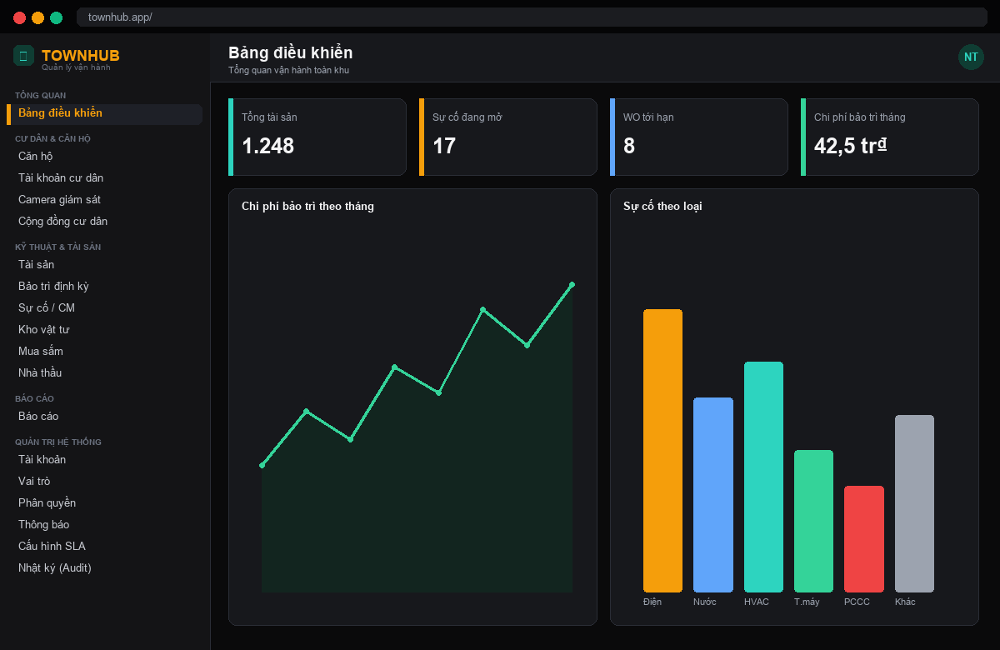 townhub.app/
TOWNHUB
Quản lý vận hành
TỔNG QUAN
Bảng điều khiển
CƯ DÂN & CĂN HỘ
Căn hộ
Tài khoản cư dân
Camera giám sát
Cộng đồng cư dân
KỸ THUẬT & TÀI SẢN
Tài sản
Bảo trì định kỳ
Sự cố / CM
Kho vật tư
Mua sắm
Nhà thầu
BÁO CÁO
Báo cáo
QUẢN TRỊ HỆ THỐNG
Tài khoản
Vai trò
Phân quyền
Thông báo
Cấu hình SLA
Nhật ký (Audit)
Bảng điều khiển
Tổng quan vận hành toàn khu
NT
Tổng tài sản
1.248
Sự cố đang mở
17
WO tới hạn
8
Chi phí bảo trì tháng
42,5 tr₫
Chi phí bảo trì theo tháng
Sự cố theo loại
Điện Nước HVAC T.máy PCCC Khác